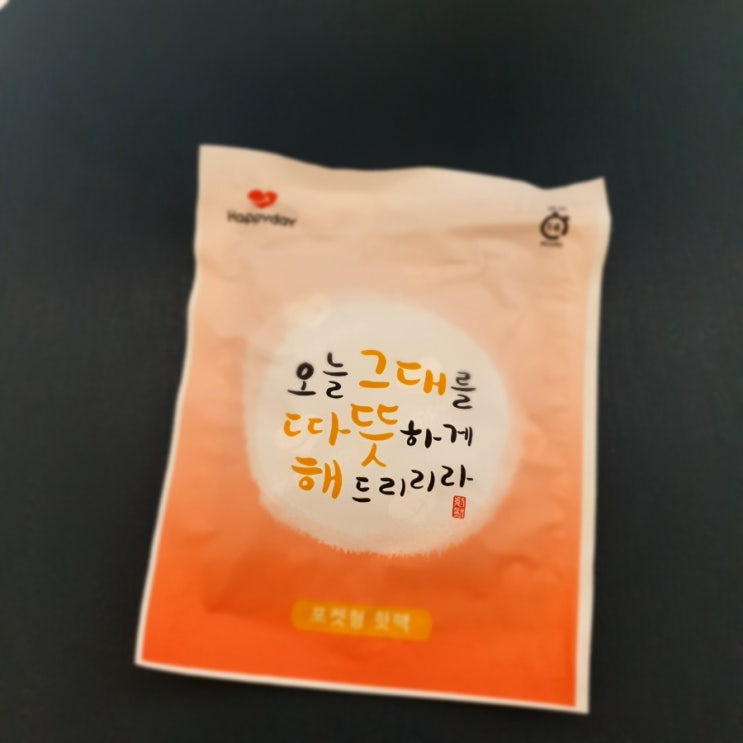 Happyday
오늘 그대를
따뜻하게
해 드리리라
포켓형 핫팩